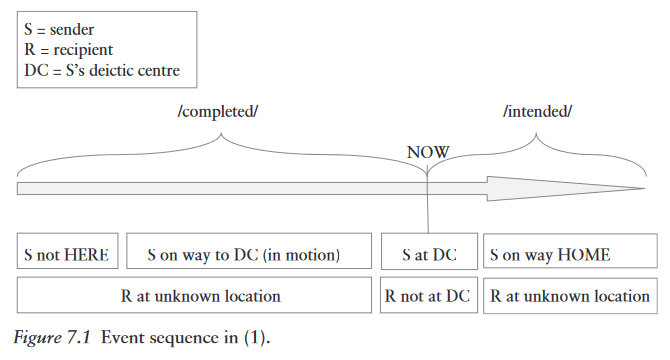 S = sender
R = recipient
DC = S's deictic centre
/completed/
/intended/
NOW
S not HERE
S on way to DC (in motion)
S at DC
S on way HOME
R at unknown location
R not at DC
R at unknown location
Figure 7.1 Event sequence in (1).